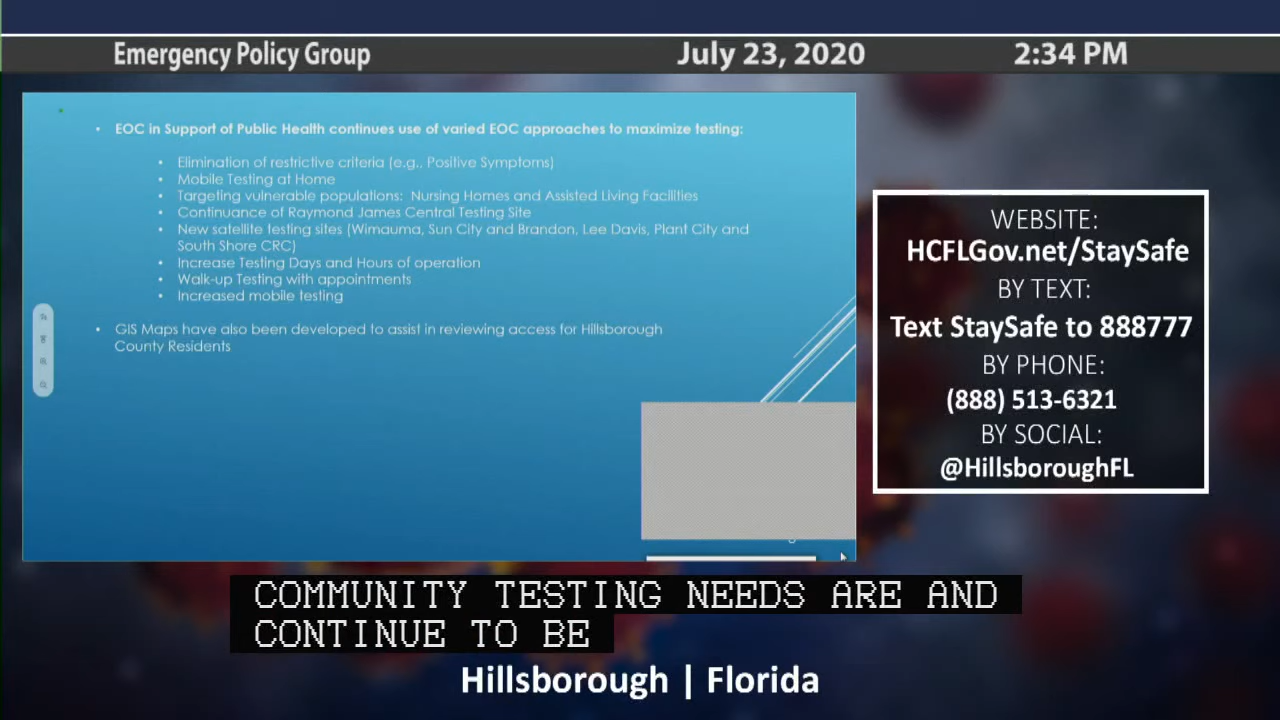 Emergency Policy Group July 23, 2020 2:34 PM
• EOC in Support of Public Health continues use of varied EOC approaches to maximize testing:
• Elimination of restrictive criteria (e.g., Positive Symptoms)
• Mobile Testing at Home
• Targeting vulnerable populations: Nursing Homes and Assisted Living Facilities
• Continuance of Raymond James Central Testing Site
• New satellite testing sites (Wimauma, Sun City and Brandon, Lee Davis, Plant City and
South Shore CRC)
• Increase Testing Days and Hours of operation
• Walk-up Testing with appointments
• Increased mobile testing
• GIS Maps have also been developed to assist in reviewing access for Hillsborough
County Residents
WEBSITE:
HCFLGov.net/StaySafe
BY TEXT:
Text StaySafe to 888777
BY PHONE:
(888) 513-6321
BY SOCIAL:
@HillsboroughFL
COMMUNITY TESTING NEEDS ARE AND
CONTINUE TO BE
Hillsborough | Florida